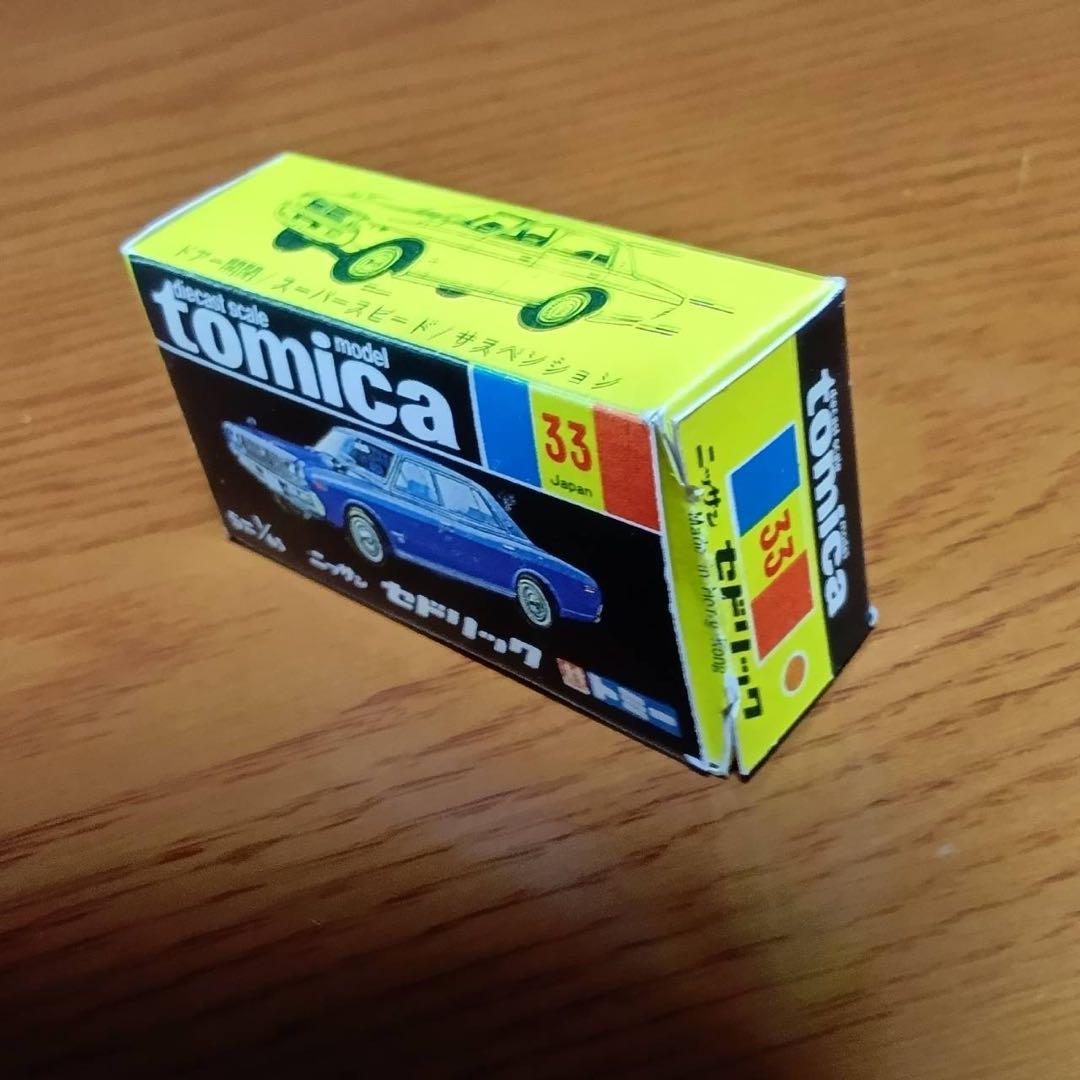 ドアー開閉/スーパースピード/サスペンション
diecast scale
model
tomica
33
Japan
ニッサン セドリック
トミー
ニッサン セドリック
Made in Hong Kong
33
tomica